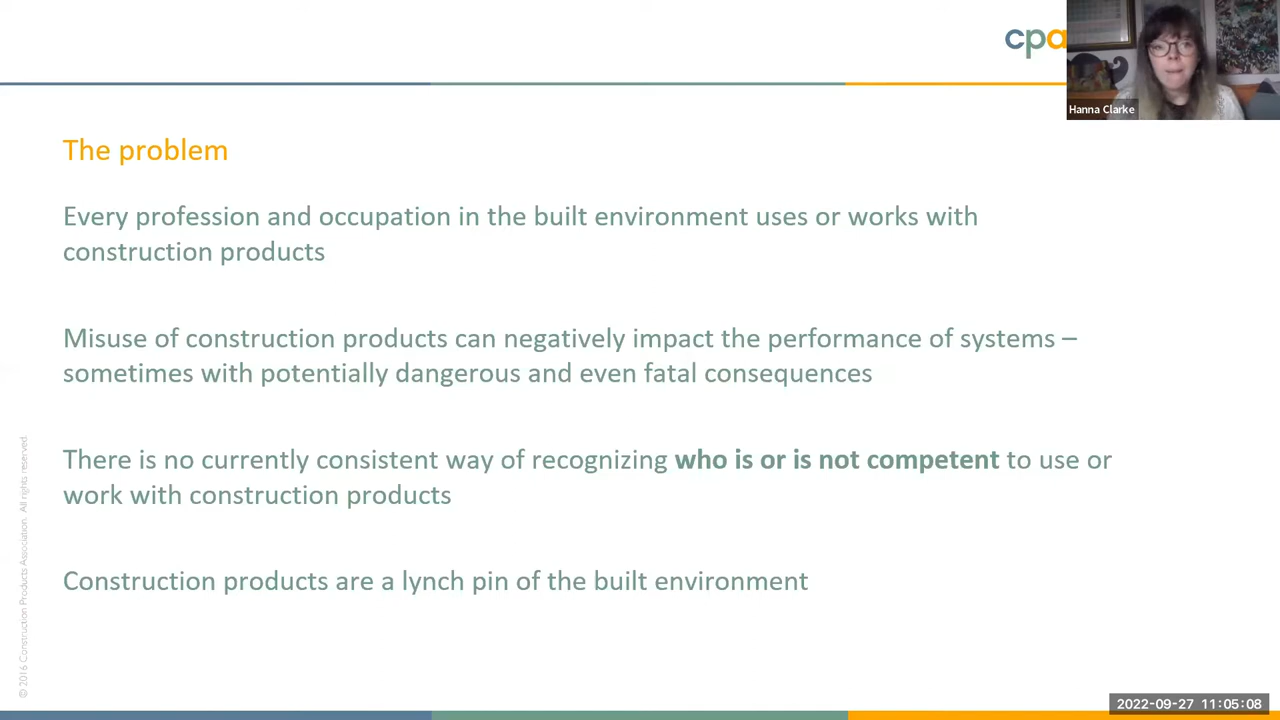 cpa
Hanna Clarke
The problem
Every profession and occupation in the built environment uses or works with
construction products
Misuse of construction products can negatively impact the performance of systems –
sometimes with potentially dangerous and even fatal consequences
There is no currently consistent way of recognizing who is or is not competent to use or
work with construction products
Construction products are a lynch pin of the built environment
© 2016 Construction Products Association. All rights reserved.
2022-09-27 11:05:08